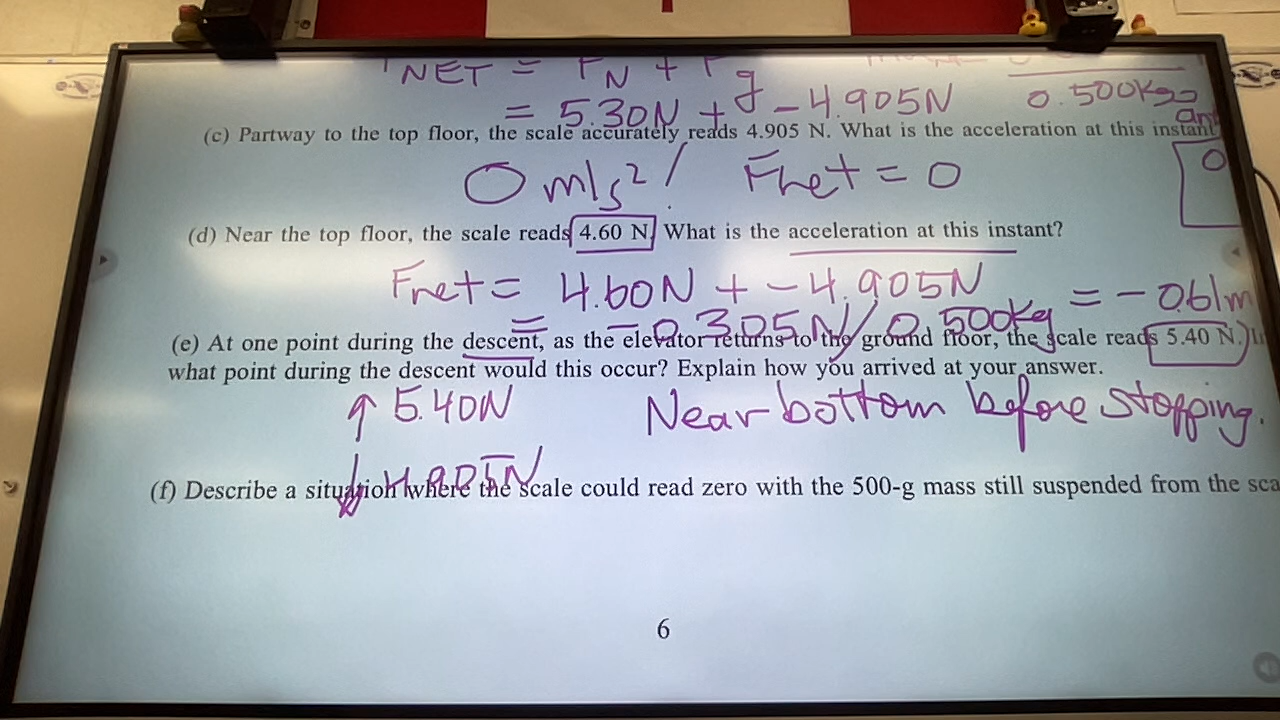 NET = FN + Fg
= 5.30N + -4.905N 0.500Kg
(c) Partway to the top floor, the scale accurately reads 4.905 N. What is the acceleration at this instant
0 m/s²! Fnet = 0
(d) Near the top floor, the scale reads 4.60 N. What is the acceleration at this instant?
Fnet = 4.60N + -4.905N
= -0.305N/0.500Kg = -0.61m
(e) At one point during the descent, as the elevator returns to the ground floor, the scale reads 5.40 N.
what point during the descent would this occur? Explain how you arrived at your answer.
↑ 5.40N Near bottom before stopping.
↓ 4.905N
(f) Describe a situation where the scale could read zero with the 500-g mass still suspended from the sca
6